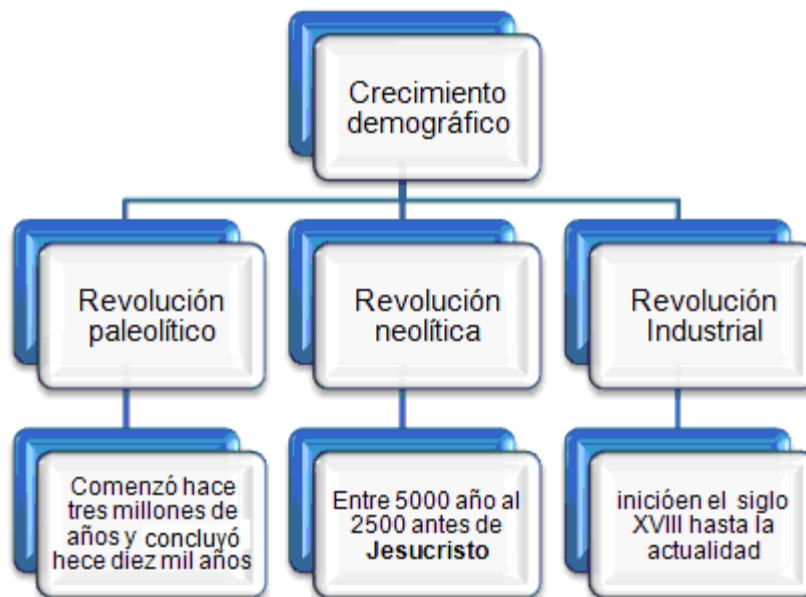 Crecimiento
demográfico
Revolución
paleolítico
Revolución
neolítica
Revolución
Industrial
Comenzó hace
tres millones de
años y concluyó
hece diez mil años
Entre 5000 año al
2500 antes de
Jesucristo
inicióen el siglo
XVIII hasta la
actualidad